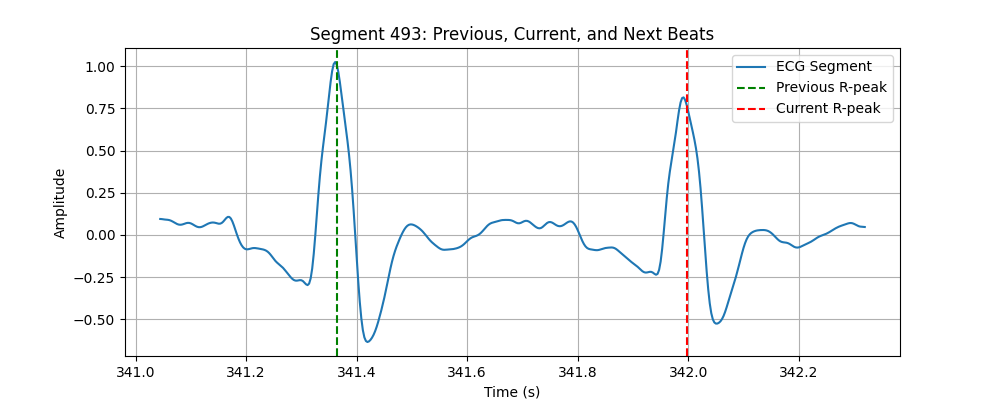 Segment 493: Previous, Current, and Next Beats
ECG Segment
Previous R-peak
Current R-peak
Amplitude
1.00
0.75
0.50
0.25
0.00
−0.25
−0.50
341.0 341.2 341.4 341.6 341.8 342.0 342.2
Time (s)